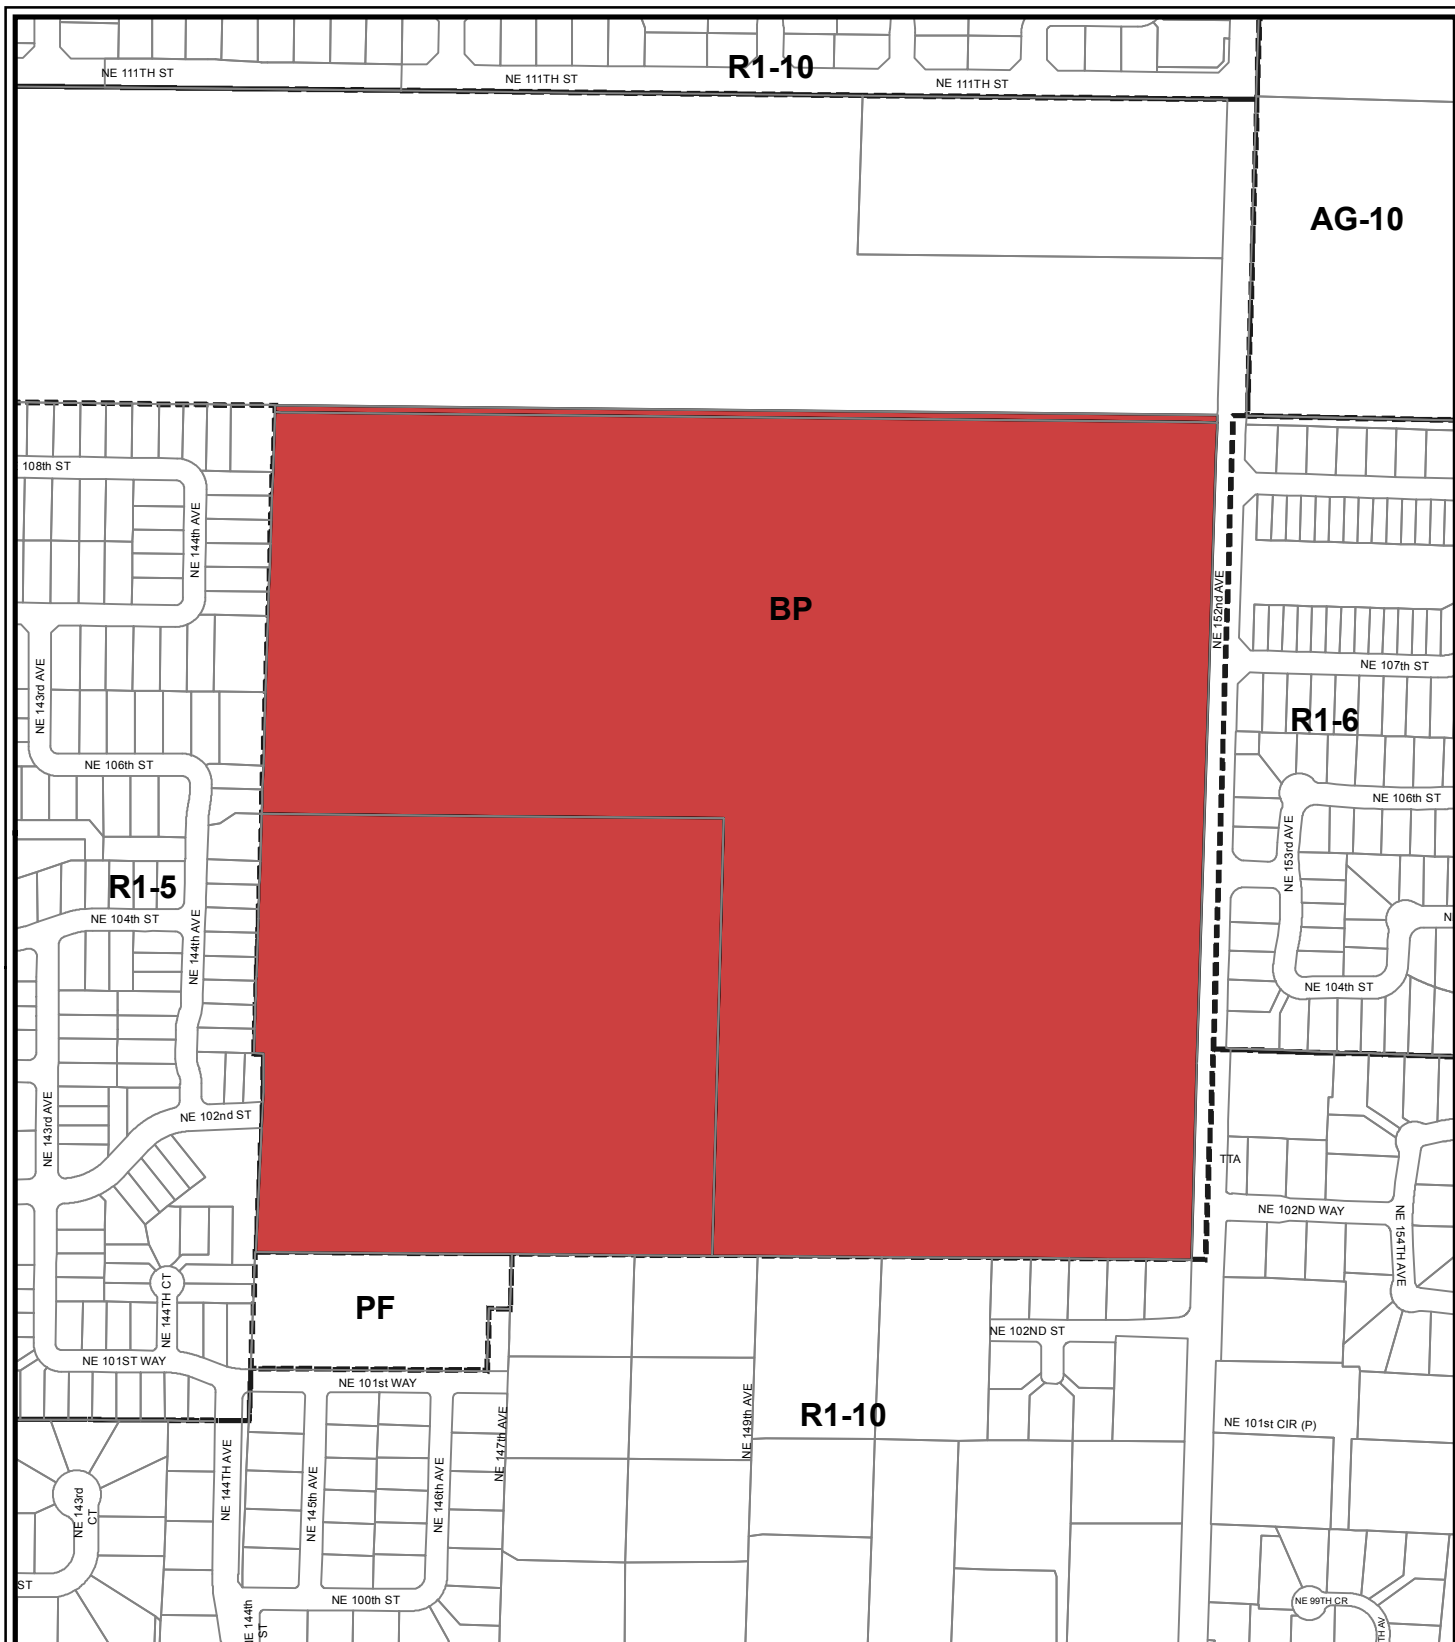 R1-10
NE 111TH ST
NE 111TH ST
NE 111TH ST
AG-10
108th ST
NE 144th AVE
BP
NE 152nd AVE
NE 107th ST
NE 143rd AVE
R1-6
NE 106th ST
NE 106th ST
NE 153rd AVE
R1-5
NE 104th ST
N
NE 144th AVE
NE 104th ST
NE 143rd AVE
NE 102nd ST
TTA
NE 102ND WAY
NE 154TH AVE
NE 144TH CT
PF
NE 102ND ST
NE 101ST WAY
NE 101st WAY
NE 149th AVE
R1-10
NE 101st CIR (P)
NE 147th AVE
NE 144TH AVE
NE 145th AVE
NE 146th AVE
NE 143rd
CT
ST
NE 100th ST
NE 99TH CR
NE 144th
ST
TH AV